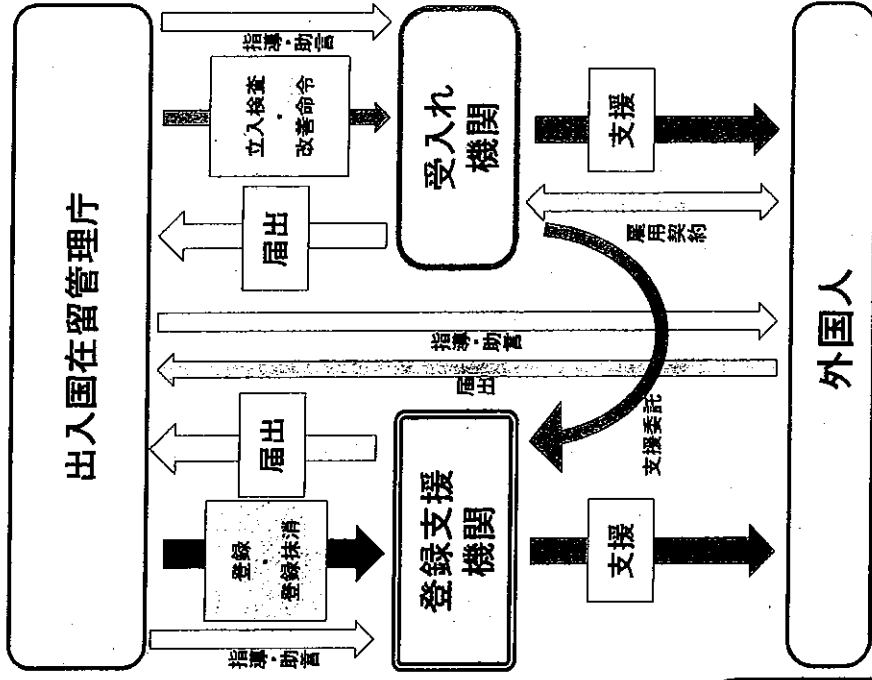 出入国在留管理庁
指導・助言
登録
・
登録抹消
届出
届出
指導・助言
届出
立入検査
・
改善命令
指導・助言
登録支援
機関
受入れ
機関
支援委託
雇用契約
支援
支援
外国人